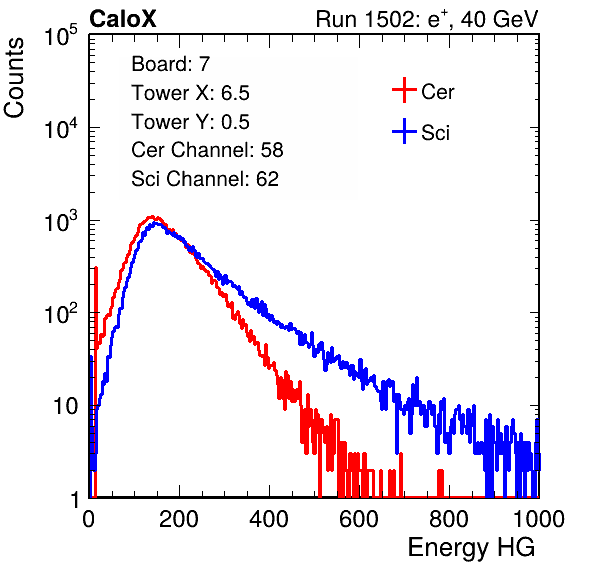 CaloX Run 1502: e⁺, 40 GeV
Board: 7
Tower X: 6.5
Tower Y: 0.5
Cer Channel: 58
Sci Channel: 62
Cer
Sci
Counts
10⁵
10⁴
10³
10²
10
1
0 200 400 600 800 1000
Energy HG